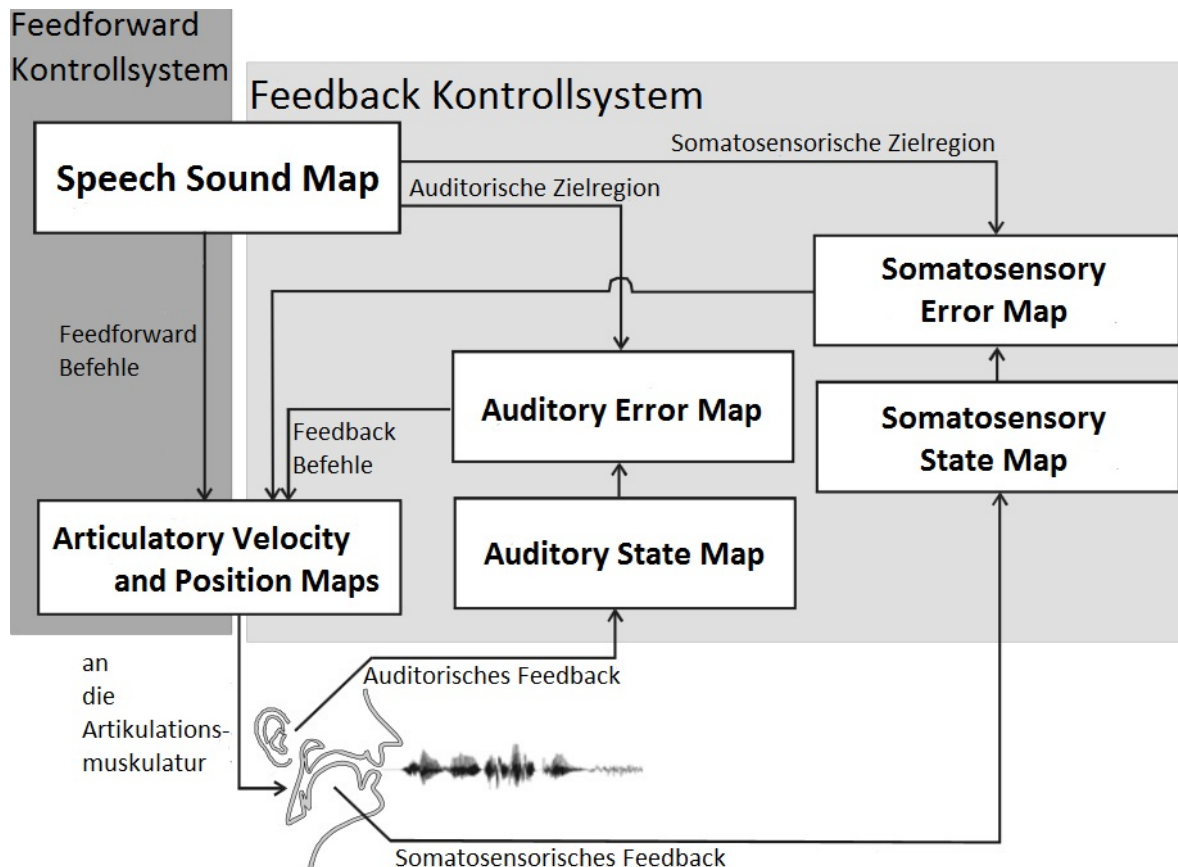 Feedforward
Kontrollsystem
Feedback Kontrollsystem
Speech Sound Map
Somatosensorische Zielregion
Auditorische Zielregion
Somatosensory
Error Map
Feedforward
Befehle
Auditory Error Map
Somatosensory
State Map
Feedback
Befehle
Articulatory Velocity
and Position Maps
Auditory State Map
an
die
Artikulations-
muskulatur
Auditorisches Feedback
Somatosensorisches Feedback